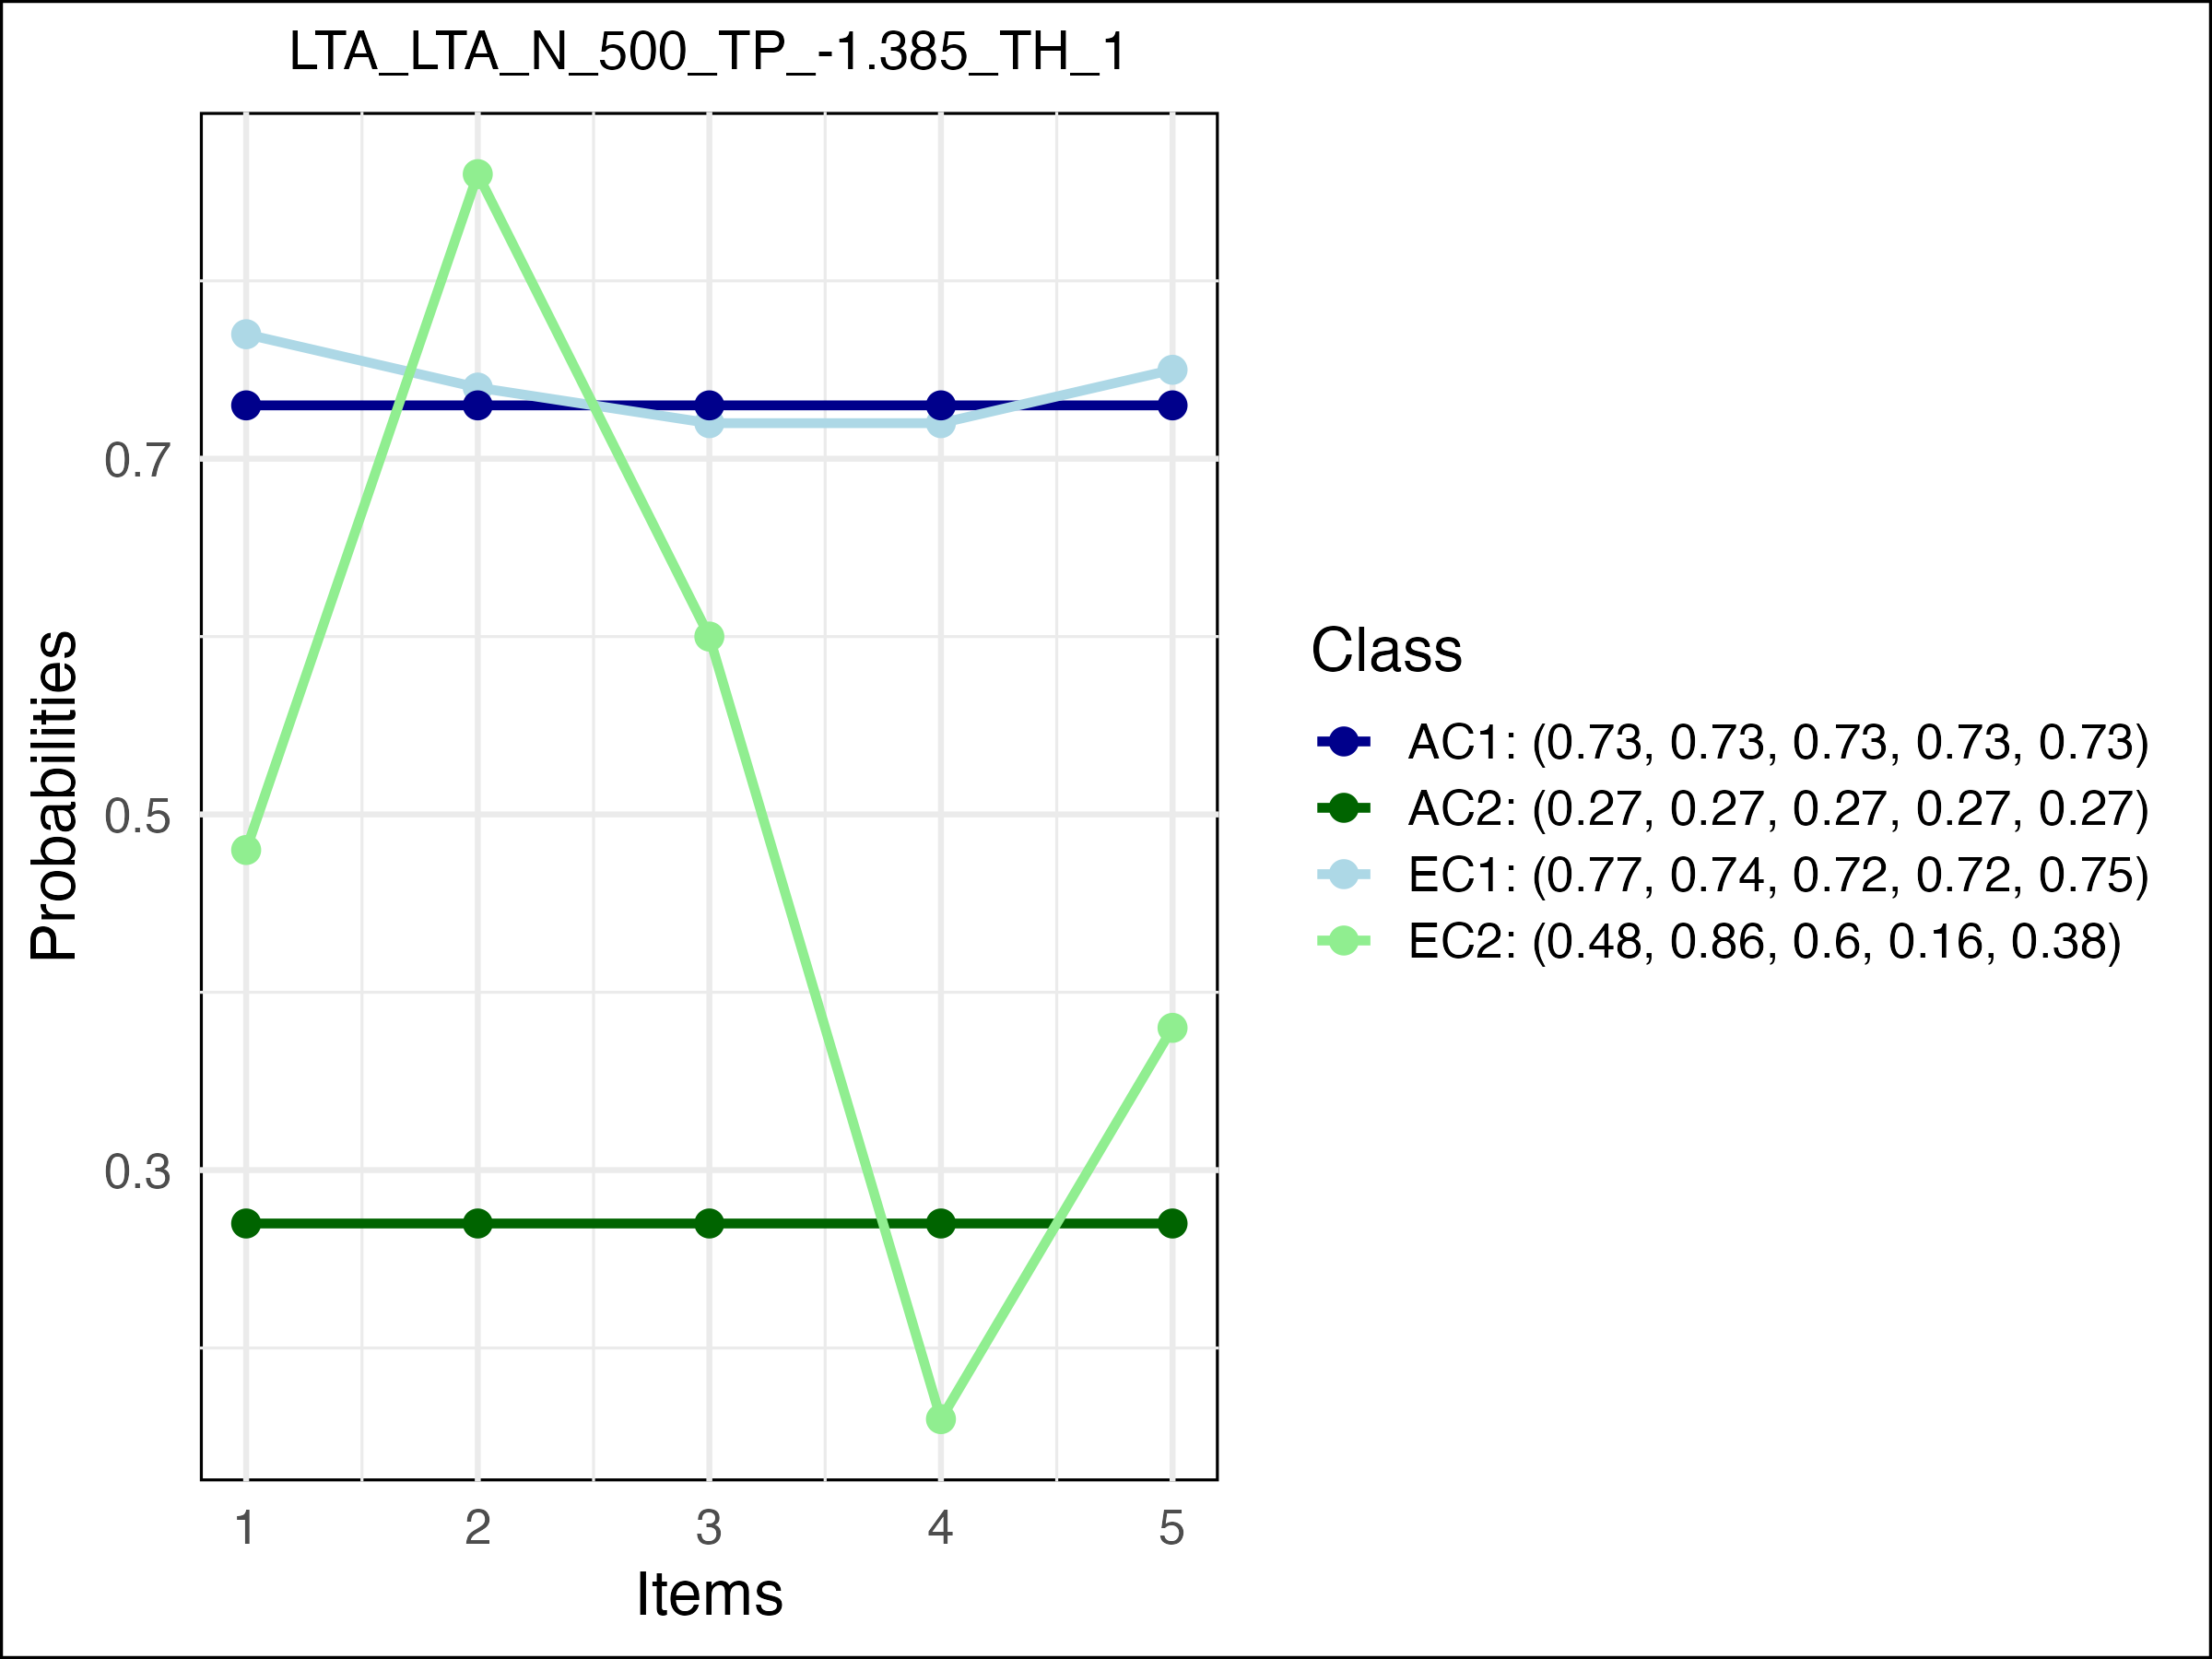 LTA_LTA_N_500_TP_-1.385_TH_1
Probabilities
0.7
0.5
0.3
1 2 3 4 5
Items
Class
AC1: (0.73, 0.73, 0.73, 0.73, 0.73)
AC2: (0.27, 0.27, 0.27, 0.27, 0.27)
EC1: (0.77, 0.74, 0.72, 0.72, 0.75)
EC2: (0.48, 0.86, 0.6, 0.16, 0.38)